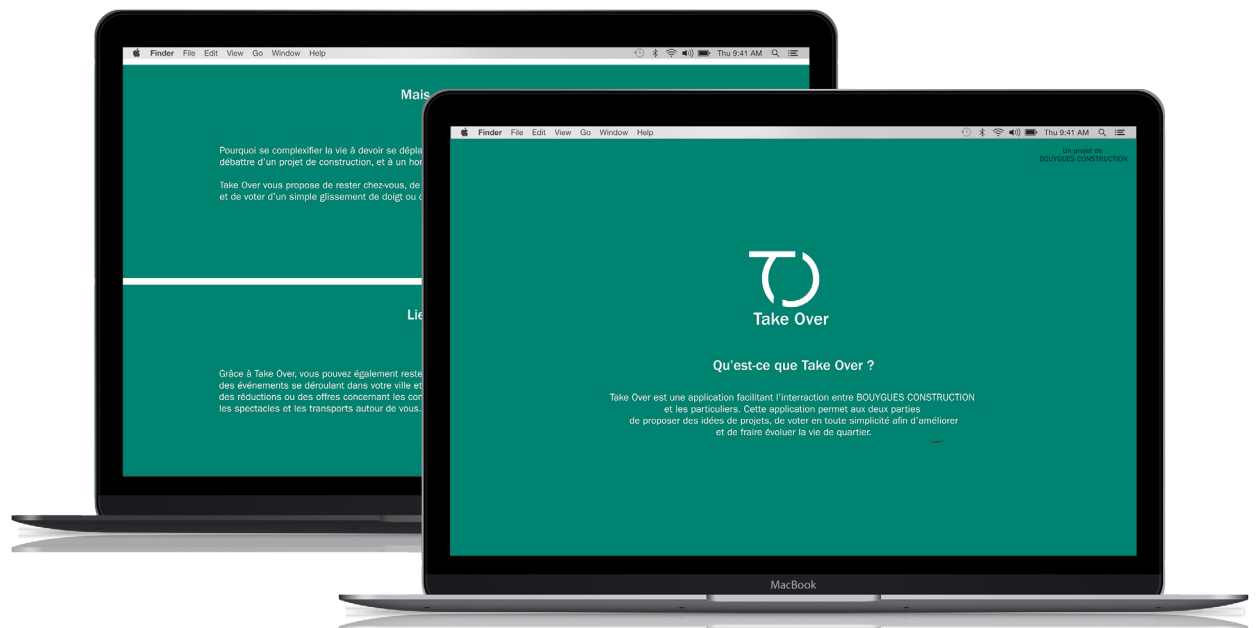 Finder File Edit View Go Window Help Thu 9:41 AM
Mais
Pourquoi se complexifier la vie à devoir se dépla
débattre d'un projet de construction, et à un hor
Take Over vous propose de rester chez-vous, de
et de voter d'un simple glissement de doigt ou
Lie
Grâce à Take Over, vous pouvez également reste
des événements se déroulant dans votre ville et
des réductions ou des offres concernant les con
les spectacles et les transports autour de vous.
Finder File Edit View Go Window Help Thu 9:41 AM
Un projet de
BOUYGUES CONSTRUCTION
TO
Take Over
Qu'est-ce que Take Over ?
Take Over est une application facilitant l'interraction entre BOUYGUES CONSTRUCTION
et les particuliers. Cette application permet aux deux parties
de proposer des idées de projets, de voter en toute simplicité afin d'améliorer
et de fraire évoluer la vie de quartier.
MacBook